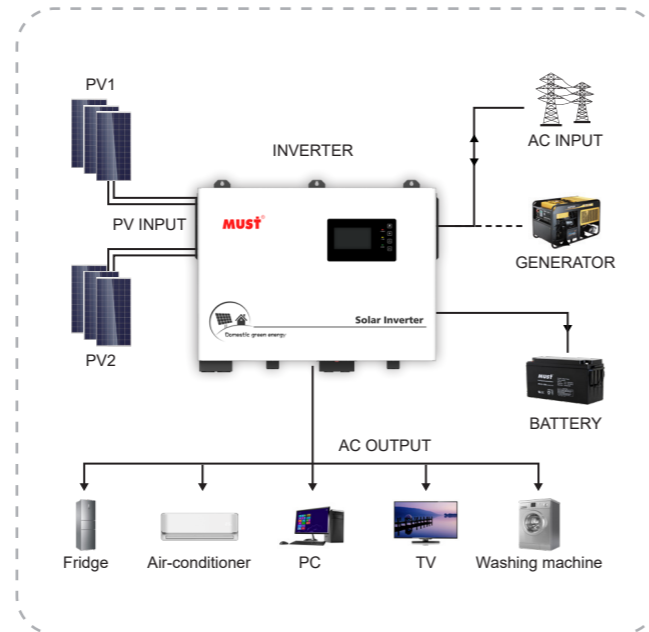 PV1
INVERTER
AC INPUT
PV INPUT
MUST
GENERATOR
PV2
Solar Inverter
Domestic green energy
MUST
BATTERY
AC OUTPUT
Fridge
Air-conditioner
PC
TV
Washing machine